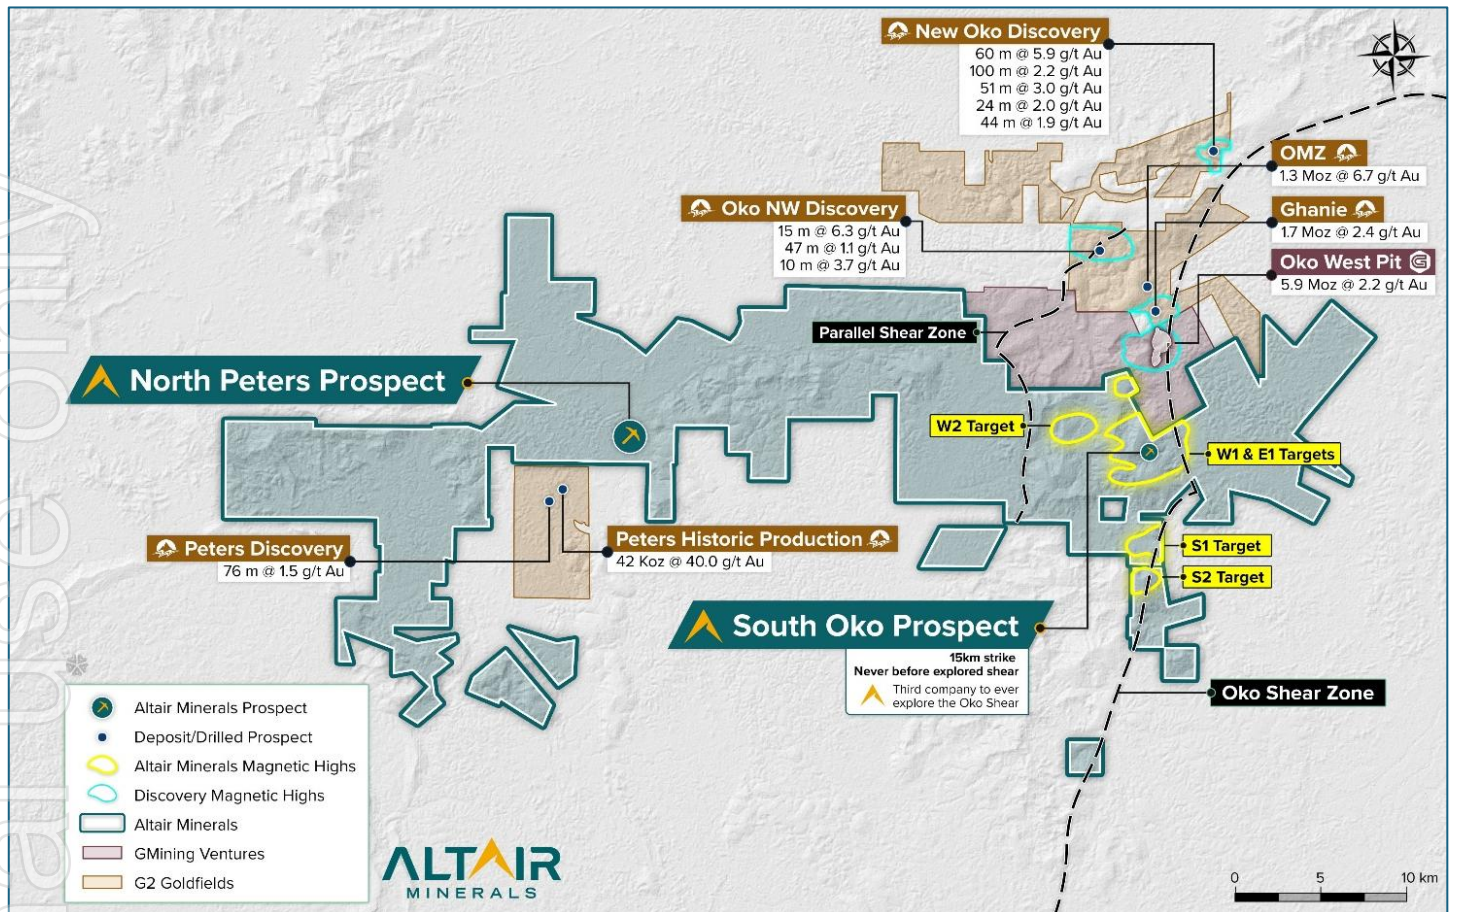 New Oko Discovery
60 m @ 5.9 g/t Au
100 m @ 2.2 g/t Au
51 m @ 3.0 g/t Au
24 m @ 2.0 g/t Au
44 m @ 1.9 g/t Au
OMZ
1.3 Moz @ 6.7 g/t Au
Oko NW Discovery
15 m @ 6.3 g/t Au
47 m @ 1.1 g/t Au
10 m @ 3.7 g/t Au
Ghanie
1.7 Moz @ 2.4 g/t Au
Oko West Pit
5.9 Moz @ 2.2 g/t Au
Parallel Shear Zone
North Peters Prospect
W2 Target
W1 & E1 Targets
Peters Discovery
76 m @ 1.5 g/t Au
Peters Historic Production
42 Koz @ 40.0 g/t Au
S1 Target
S2 Target
South Oko Prospect
15km strike
Never before explored shear
Third company to ever
explore the Oko Shear
Oko Shear Zone
Altair Minerals Prospect
Deposit/Drilled Prospect
Altair Minerals Magnetic Highs
Discovery Magnetic Highs
Altair Minerals
GMining Ventures
G2 Goldfields
ALTAIR
MINERALS
0 5 10 km
al use only